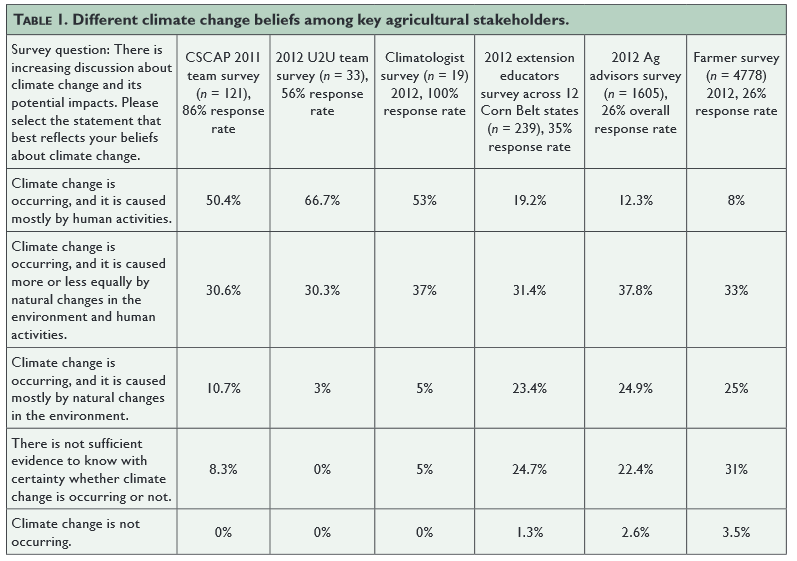 TABLE 1. Different climate change beliefs among key agricultural stakeholders.
Survey question: There is
increasing discussion about
climate change and its
potential impacts. Please
select the statement that
best reflects your beliefs
about climate change.
CSCAP 2011
team survey
(n = 121),
86% response
rate
2012 U2U team
survey (n = 33),
56% response
rate
Climatologist
survey (n = 19)
2012, 100%
response rate
2012 extension
educators
survey across 12
Corn Belt states
(n = 239), 35%
response rate
2012 Ag
advisors survey
(n = 1605),
26% overall
response rate
Farmer survey
(n = 4778)
2012, 26%
response rate
Climate change is
occurring, and it is caused
mostly by human activities.
50.4%
66.7%
53%
19.2%
12.3%
8%
Climate change is
occurring, and it is caused
more or less equally by
natural changes in the
environment and human
activities.
30.6%
30.3%
37%
31.4%
37.8%
33%
Climate change is
occurring, and it is caused
mostly by natural changes
in the environment.
10.7%
3%
5%
23.4%
24.9%
25%
There is not sufficient
evidence to know with
certainty whether climate
change is occurring or not.
8.3%
0%
5%
24.7%
22.4%
31%
Climate change is not
occurring.
0%
0%
0%
1.3%
2.6%
3.5%